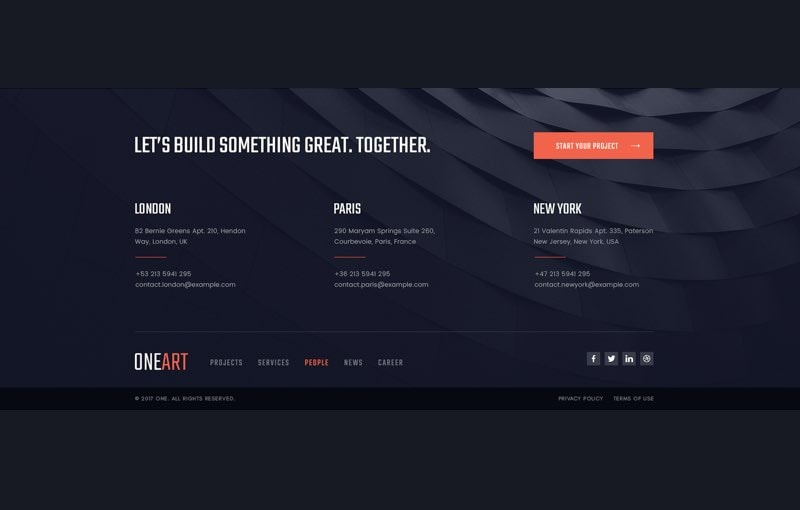 LET'S BUILD SOMETHING GREAT. TOGETHER.
START YOUR PROJECT →
LONDON
82 Bernie Greens Apt. 210, Hendon
Way, London, UK
+53 213 5941 295
contact.london@example.com
PARIS
290 Maryam Springs Suite 260,
Courbevoie, Paris, France
+36 213 5941 295
contact.paris@example.com
NEW YORK
21 Valentin Rapids Apt. 335, Paterson
New Jersey, New York, USA
+47 213 5941 295
contact.newyork@example.com
ONEART
PROJECTS SERVICES PEOPLE NEWS CAREER
© 2017 ONE. ALL RIGHTS RESERVED.
PRIVACY POLICY TERMS OF USE